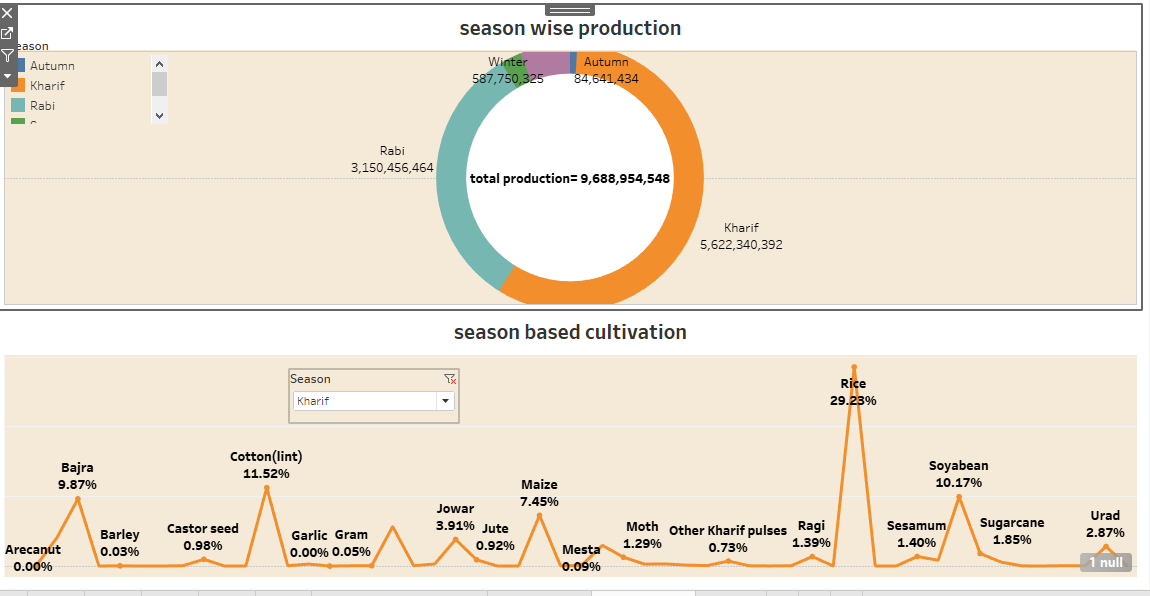 season wise production
eason
Autumn
Kharif
Rabi
Winter
587,750,325
Autumn
84,641,434
Rabi
3,150,456,464
total production= 9,688,954,548
Kharif
5,622,340,392
season based cultivation
Season
Kharif
Rice
29.23%
Bajra
9.87%
Cotton(lint)
11.52%
Soyabean
10.17%
Maize
7.45%
Jowar
3.91%
Arecanut
0.00%
Barley
0.03%
Castor seed
0.98%
Garlic
0.00%
Gram
0.05%
Jute
0.92%
Mesta
0.09%
Moth
1.29%
Other Kharif pulses
0.73%
Ragi
1.39%
Sesamum
1.40%
Sugarcane
1.85%
Urad
2.87%
1 null